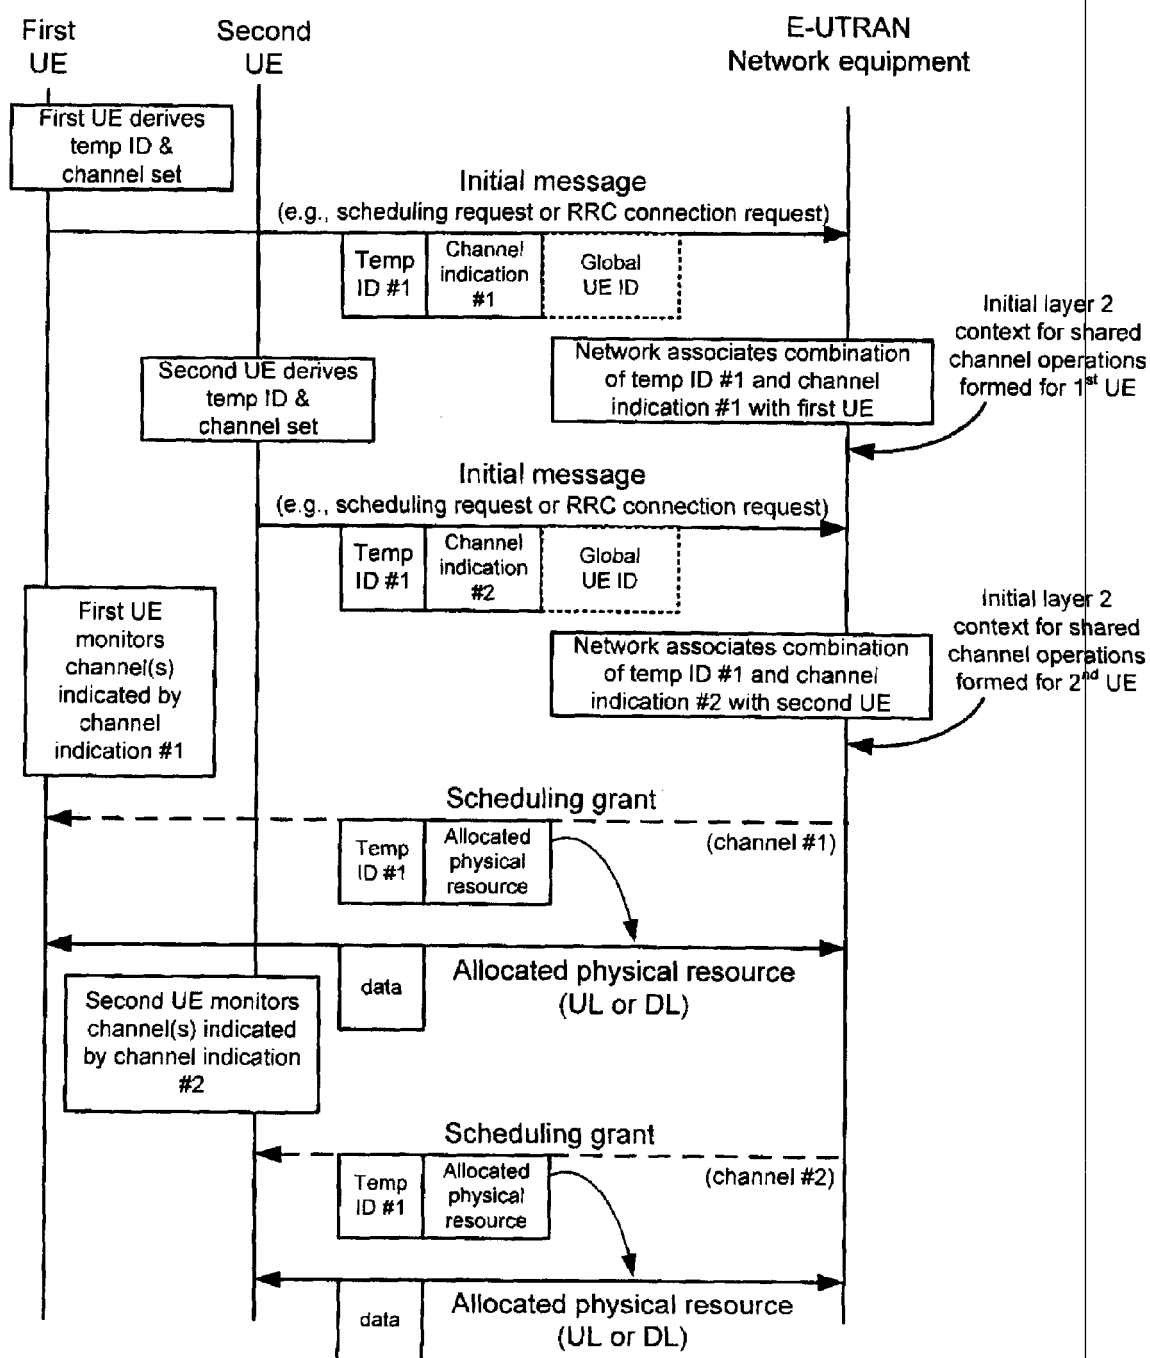 First
UE
Second
UE
E-UTRAN
Network equipment
First UE derives
temp ID &
channel set
Initial message
(e.g., scheduling request or RRC connection request)
Temp
ID #1
Channel
indication
#1
Global
UE ID
Initial layer 2
context for shared
channel operations
formed for 1st UE
Network associates combination
of temp ID #1 and channel
indication #1 with first UE
Second UE derives
temp ID &
channel set
Initial message
(e.g., scheduling request or RRC connection request)
Temp
ID #1
Channel
indication
#2
Global
UE ID
First UE
monitors
channel(s)
indicated by
channel
indication #1
Initial layer 2
context for shared
channel operations
formed for 2nd UE
Network associates combination
of temp ID #1 and channel
indication #2 with second UE
Scheduling grant
(channel #1)
Temp
ID #1
Allocated
physical
resource
data
Allocated physical resource
(UL or DL)
Second UE monitors
channel(s) indicated
by channel indication
#2
Scheduling grant
(channel #2)
Temp
ID #1
Allocated
physical
resource
data
Allocated physical resource
(UL or DL)